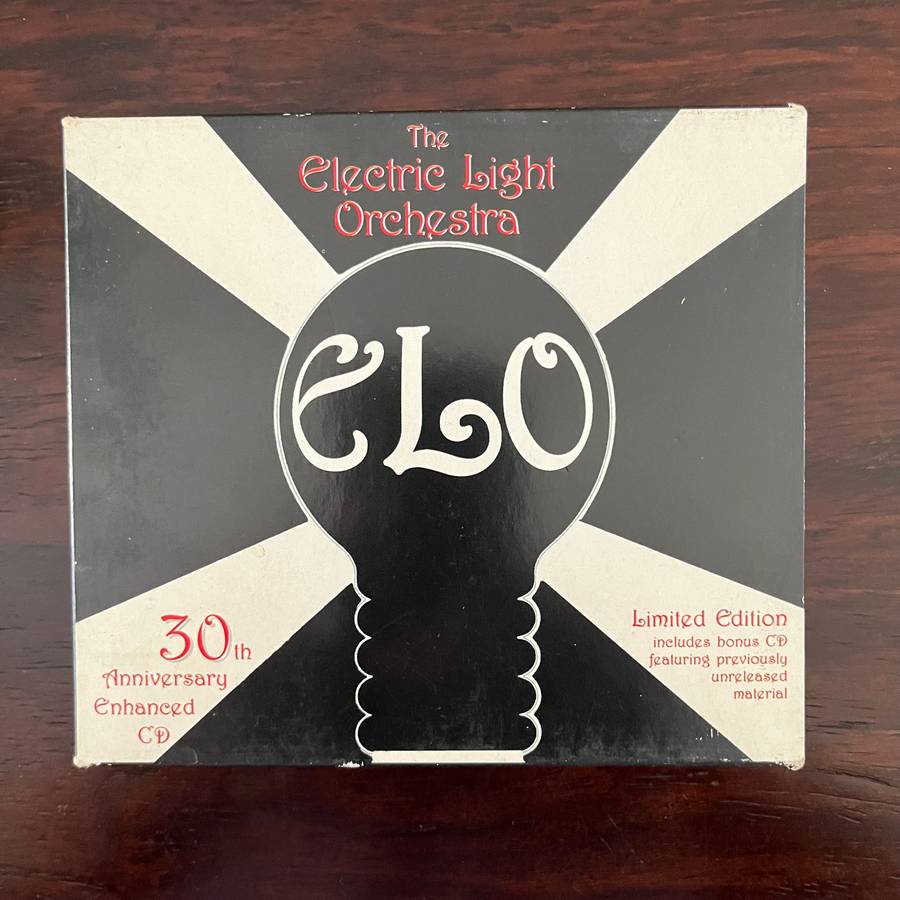 The
Electric Light
Orchestra
ELO
30th
Anniversary
Enhanced
CD
Limited Edition
includes bonus CD
featuring previously
unreleased
material